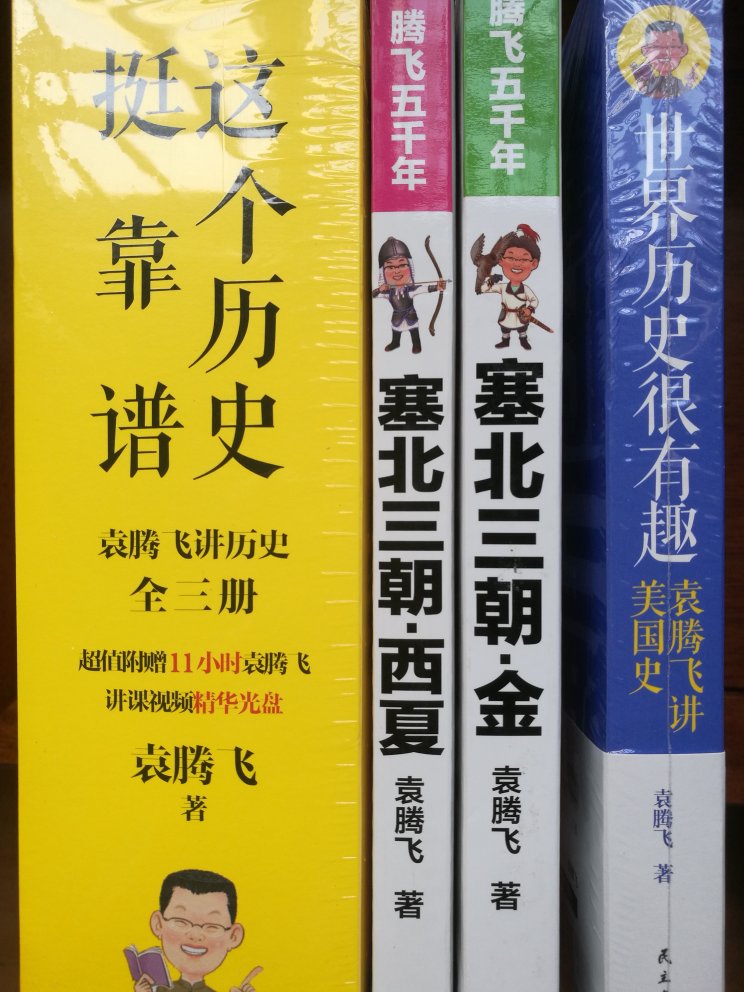 这个历史
挺靠谱
袁腾飞讲历史
全三册
超值附赠11小时袁腾飞
讲课视频精华光盘
袁腾飞
著
腾飞五千年
塞北三朝·西夏
袁腾飞 著
腾飞五千年
塞北三朝·金
袁腾飞 著
世界历史很有趣
袁腾飞讲
美国史
袁腾飞 著
民主